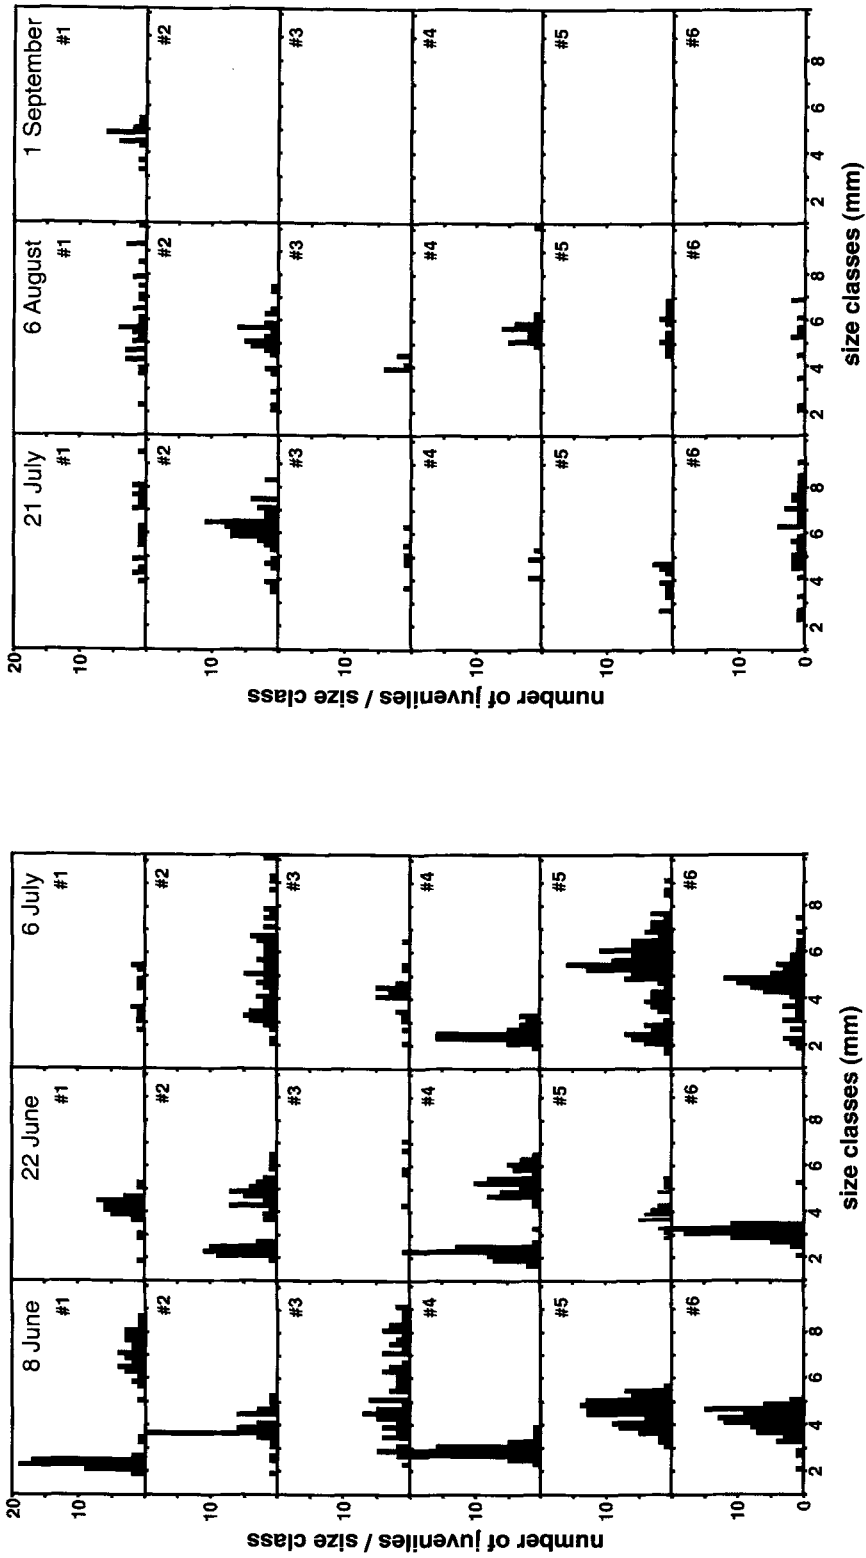 8 June 22 June 6 July
20
#1 #1 #1
10
#2 #2 #2
10
#3 #3 #3
10
#4 #4 #4
10
#5 #5 #5
10
#6 #6 #6
10
0
2 4 6 8 2 4 6 8 2 4 6 8
number of juveniles / size class
size classes (mm)
21 July 6 August 1 September
20
#1 #1 #1
10
#2 #2 #2
10
#3 #3 #3
10
#4 #4 #4
10
#5 #5 #5
10
#6 #6 #6
10
0
2 4 6 8 2 4 6 8 2 4 6 8
number of juveniles / size class
size classes (mm)